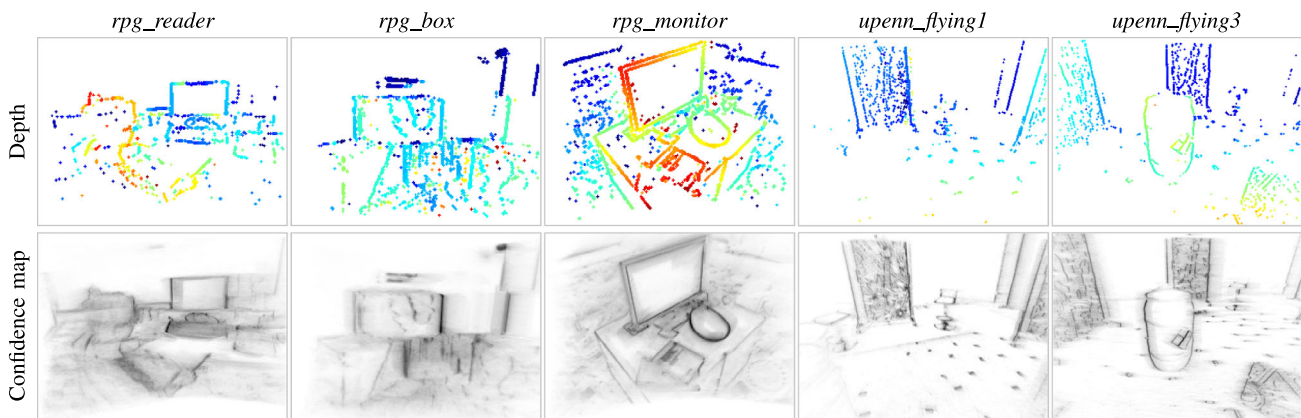 rpg_reader rpg_box rpg_monitor upenn_flying1 upenn_flying3
Depth
Confidence map